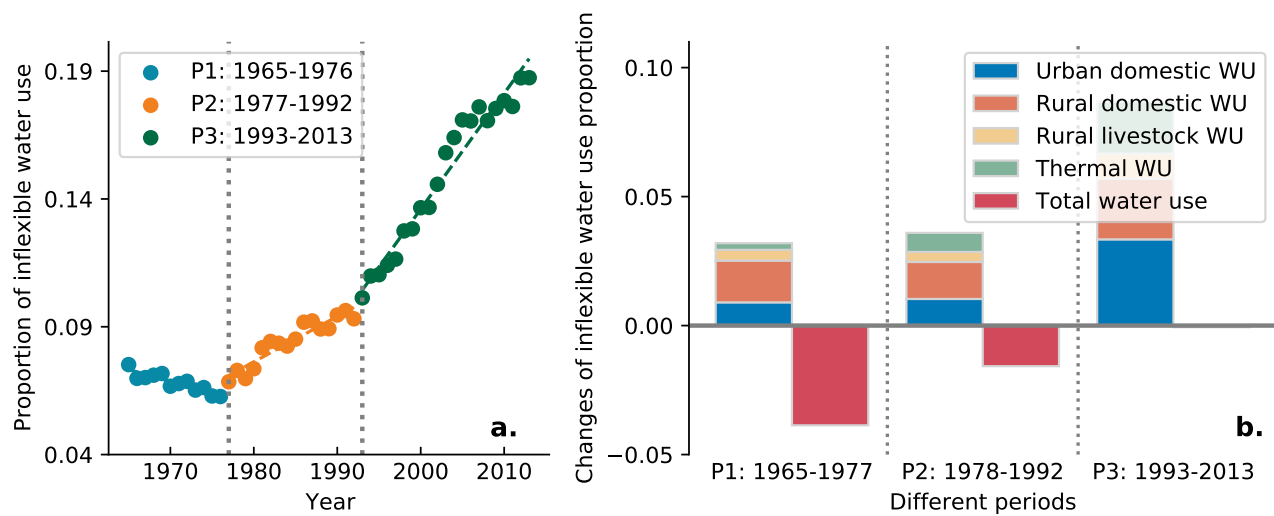 Proportion of inflexible water use
0.19
0.14
0.09
0.04
P1: 1965-1976
P2: 1977-1992
P3: 1993-2013
a.
1970
1980
1990
2000
2010
Year
Changes of inflexible water use proportion
0.10
0.05
0.00
−0.05
Urban domestic WU
Rural domestic WU
Rural livestock WU
Thermal WU
Total water use
b.
P1: 1965-1977
P2: 1978-1992
P3: 1993-2013
Different periods